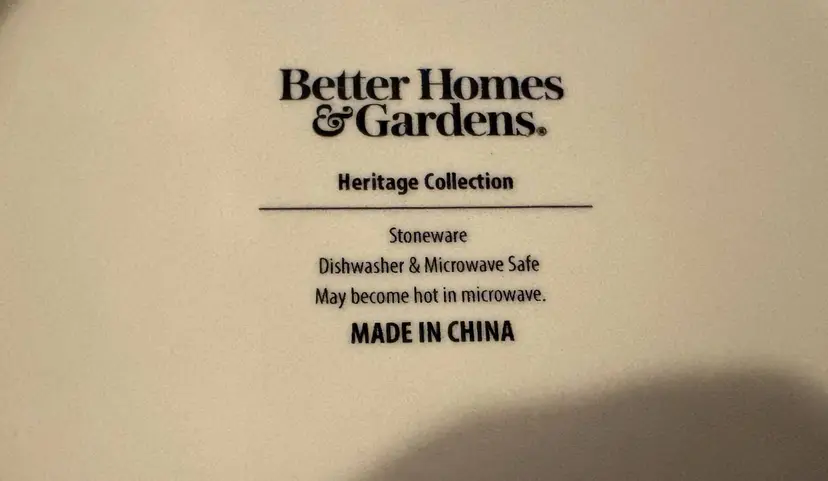 Better Homes
& Gardens®
Heritage Collection
Stoneware
Dishwasher & Microwave Safe
May become hot in microwave.
MADE IN CHINA